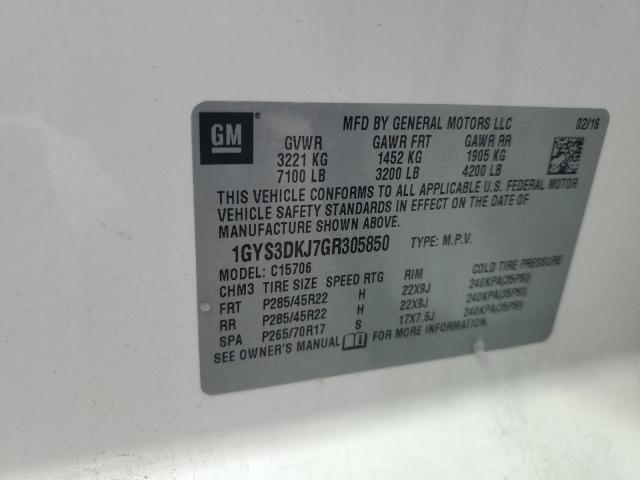 GM ® MFD BY GENERAL MOTORS LLC 02/16
GVWR GAWR FRT GAWR RR
3221 KG 1452 KG 1905 KG
7100 LB 3200 LB 4200 LB
THIS VEHICLE CONFORMS TO ALL APPLICABLE U.S. FEDERAL MOTOR
VEHICLE SAFETY STANDARDS IN EFFECT ON THE DATE OF
MANUFACTURE SHOWN ABOVE.
1GYS3DKJ7GR305850 TYPE: M.P.V.
MODEL: C15706
CHM3 TIRE SIZE SPEED RTG RIM COLD TIRE PRESSURE
FRT P285/45R22 H 22X9J 240KPA(35PSI)
RR P285/45R22 H 22X9J 240KPA(35PSI)
SPA P265/70R17 S 17X7.5J 240KPA(35PSI)
SEE OWNER'S MANUAL FOR MORE INFORMATION.